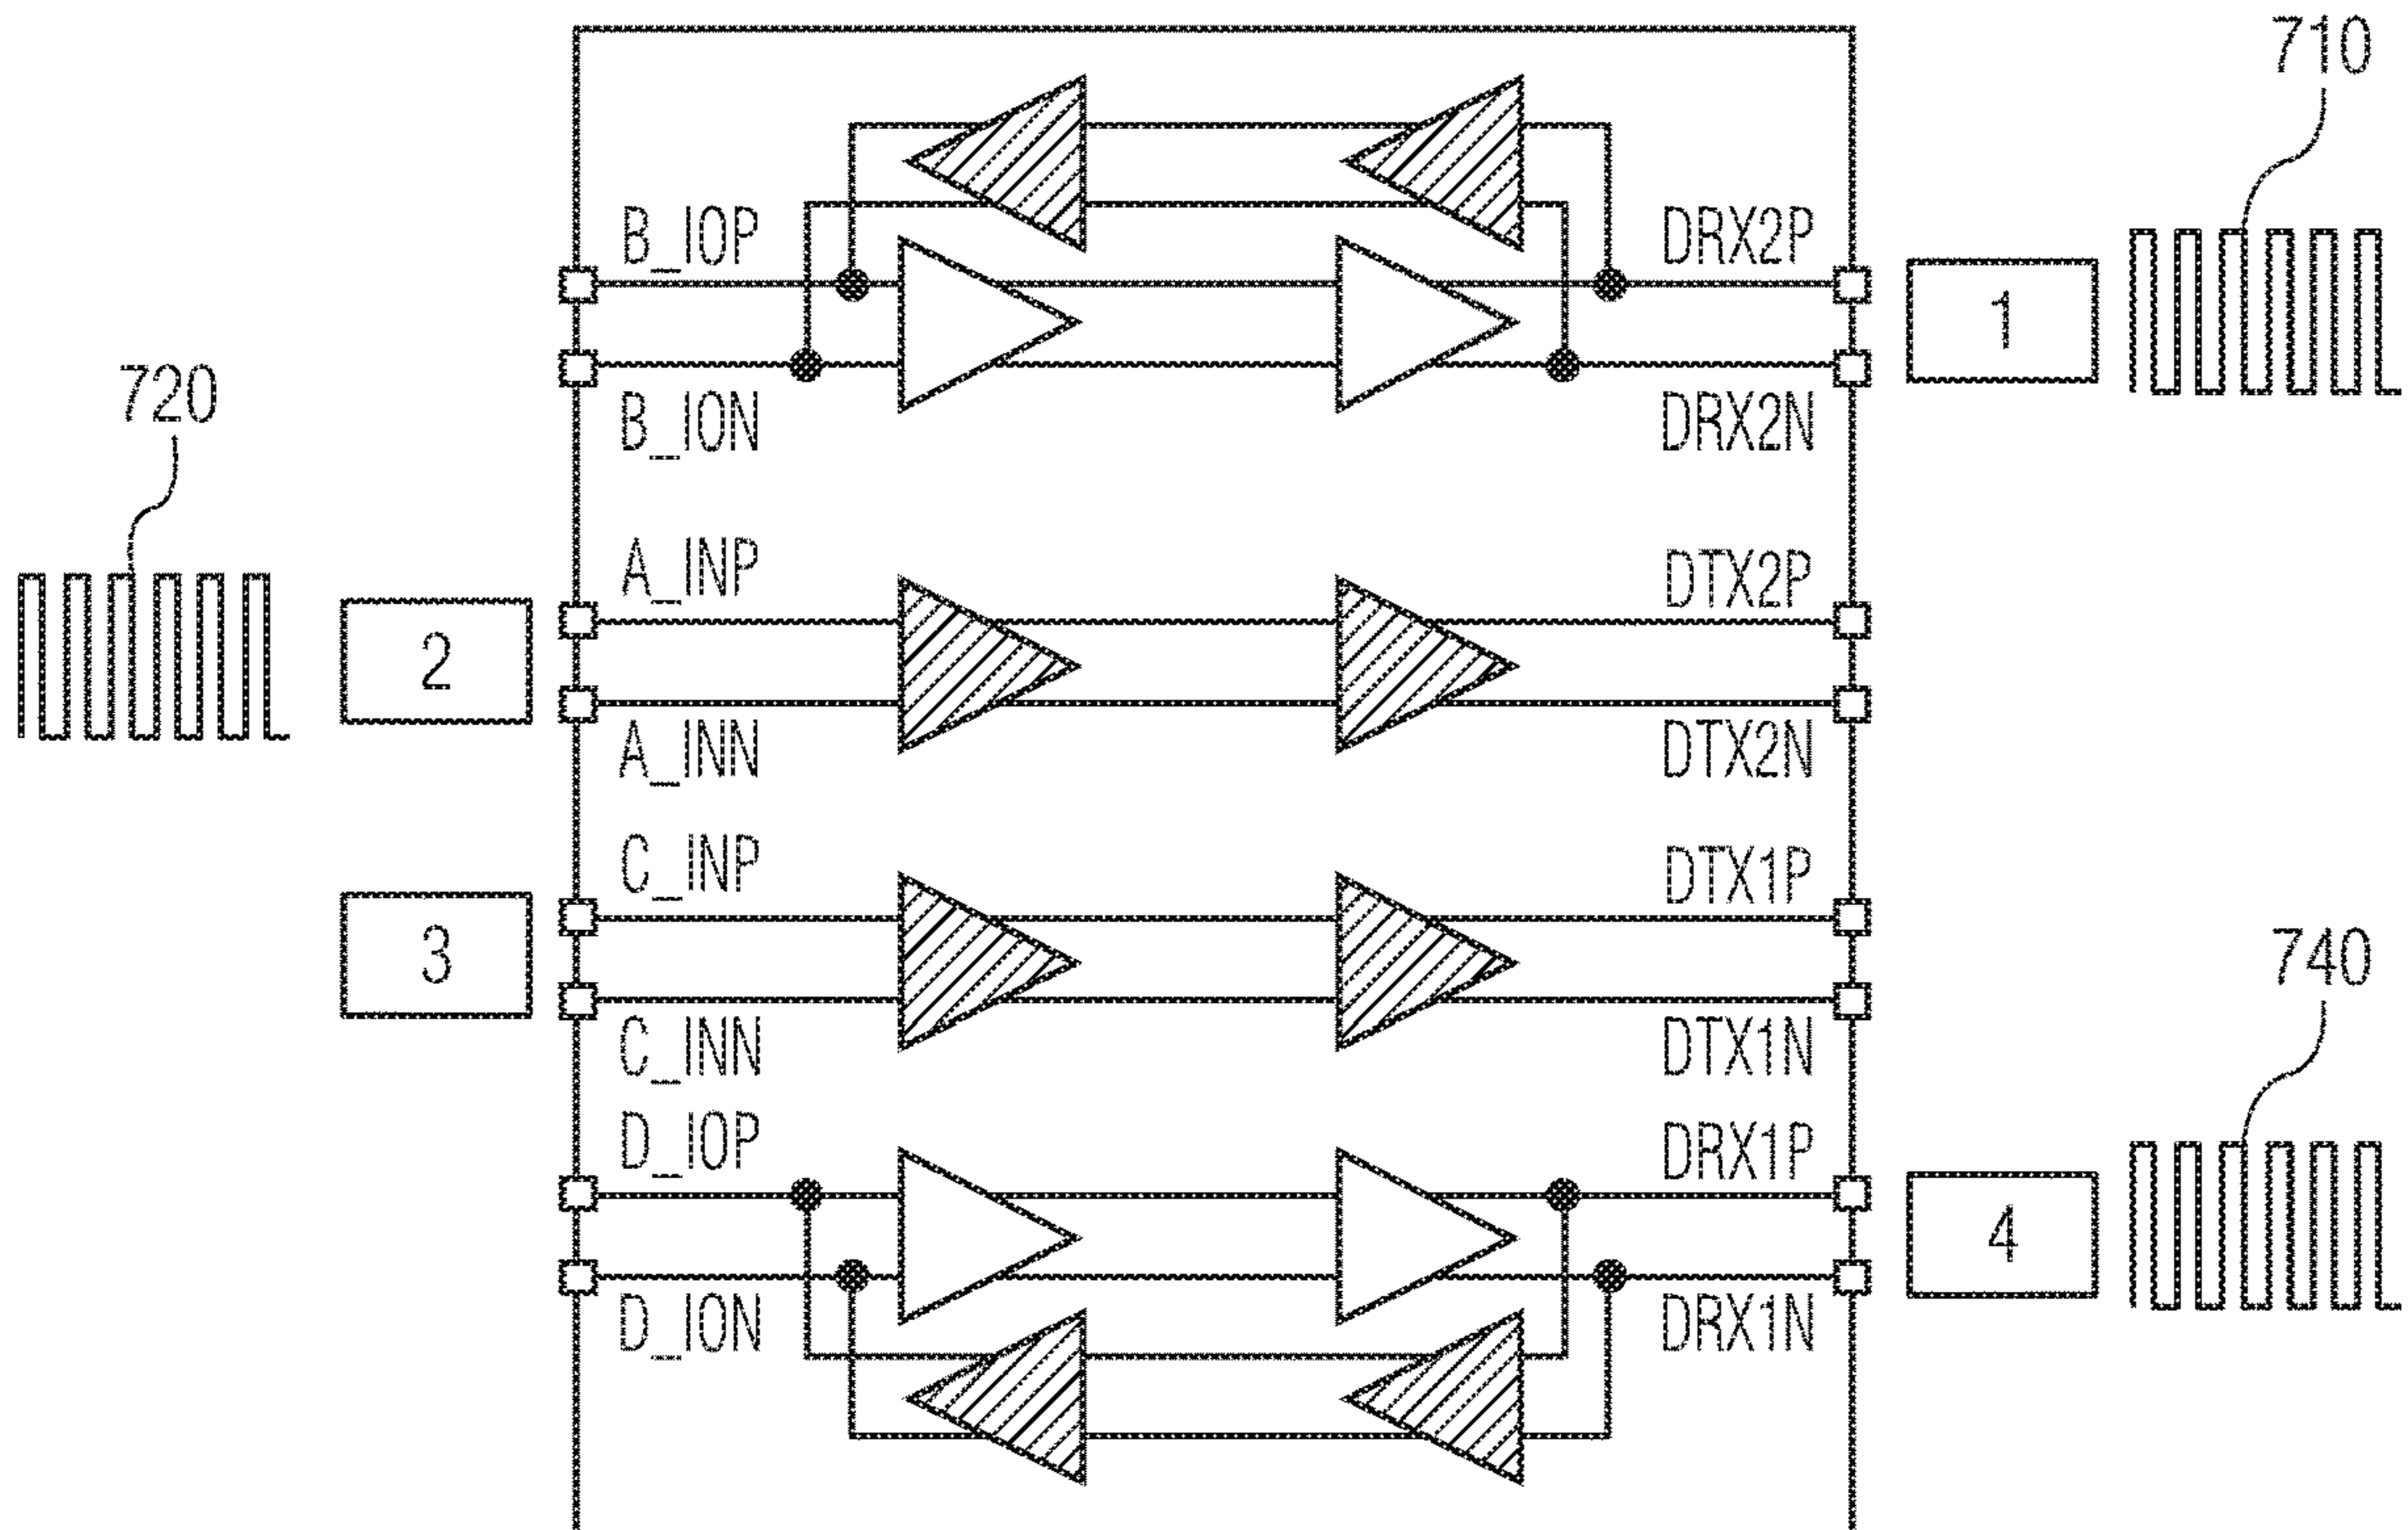 710
B_IOP
DRX2P
1
B_ION
DRX2N
720
A_INP
DTX2P
2
A_INN
DTX2N
C_INP
DTX1P
3
C_INN
DTX1N
740
D_IOP
DRX1P
4
D_ION
DRX1N